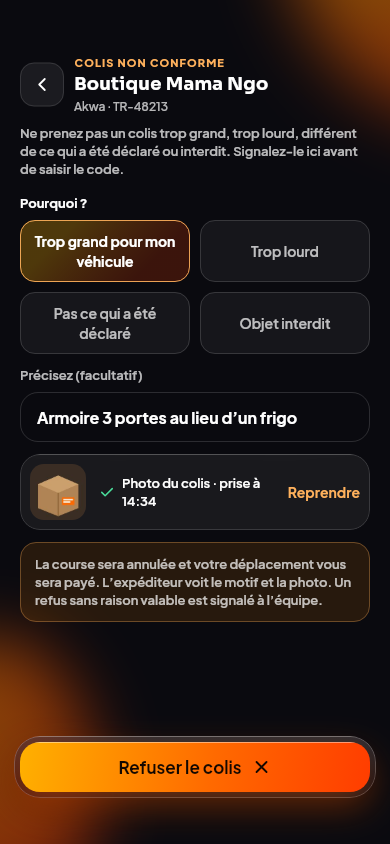 COLIS NON CONFORME
Boutique Mama Ngo
Akwa · TR-48213
Ne prenez pas un colis trop grand, trop lourd, différent
de ce qui a été déclaré ou interdit. Signalez-le ici avant
de saisir le code.
Pourquoi ?
Trop grand pour mon
véhicule
Trop lourd
Pas ce qui a été
déclaré
Objet interdit
Précisez (facultatif)
Armoire 3 portes au lieu d’un frigo
Photo du colis · prise à
14:34
Reprendre
La course sera annulée et votre déplacement vous
sera payé. L’expéditeur voit le motif et la photo. Un
refus sans raison valable est signalé à l’équipe.
Refuser le colis